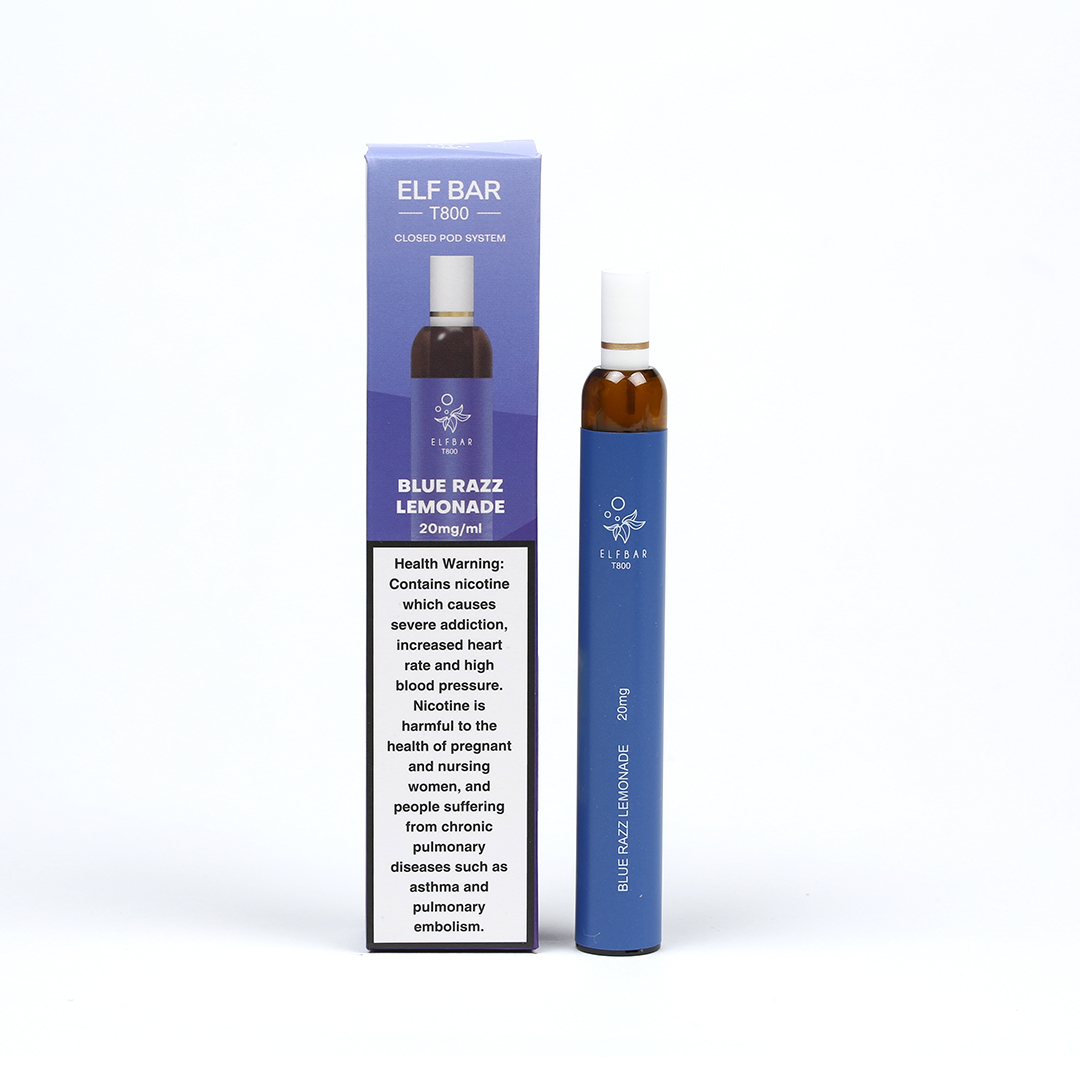 ELF BAR
T800
CLOSED POD SYSTEM
ELFBAR
T800
BLUE RAZZ
LEMONADE
20mg/ml
Health Warning:
Contains nicotine
which causes
severe addiction,
increased heart
rate and high
blood pressure.
Nicotine is
harmful to the
health of pregnant
and nursing
women, and
people suffering
from chronic
pulmonary
diseases such as
asthma and
pulmonary
embolism.
ELFBAR
T800
BLUE RAZZ LEMONADE 20mg